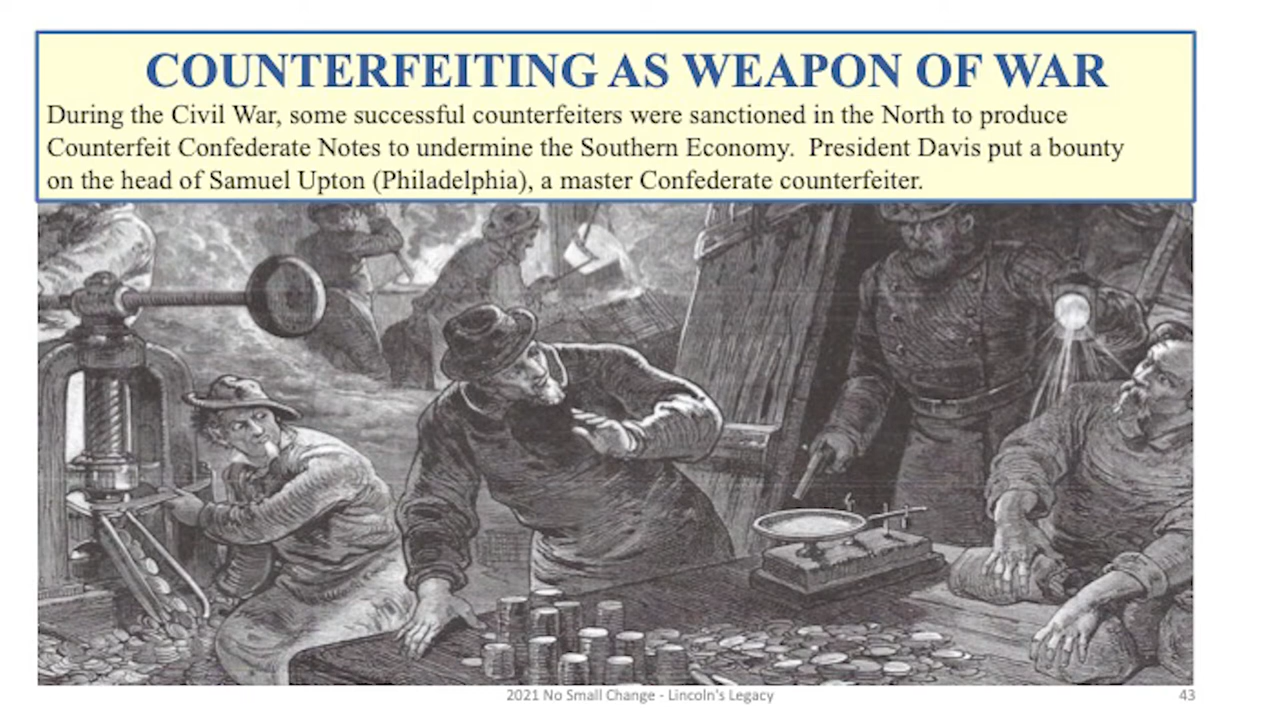 COUNTERFEITING AS WEAPON OF WAR
During the Civil War, some successful counterfeiters were sanctioned in the North to produce
Counterfeit Confederate Notes to undermine the Southern Economy.  President Davis put a bounty
on the head of Samuel Upton (Philadelphia), a master Confederate counterfeiter.
2021 No Small Change - Lincoln's Legacy
43